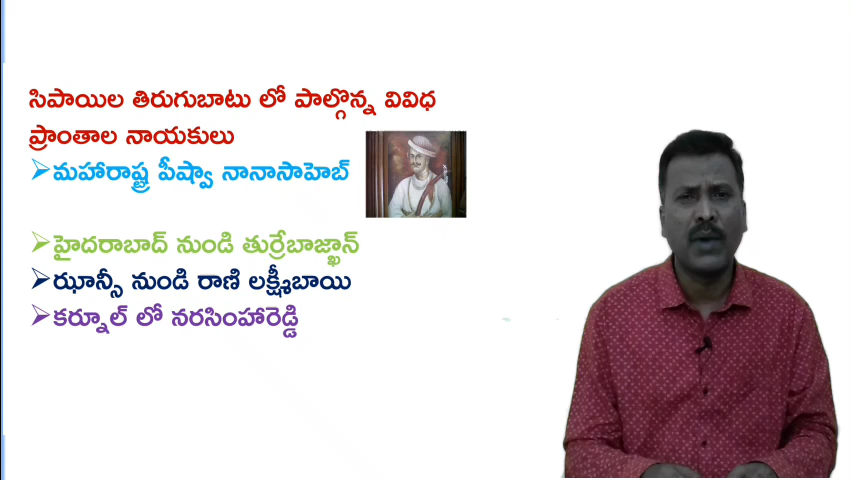 సిపాయిల తిరుగుబాటు లో పాల్గొన్న వివిధ
ప్రాంతాల నాయకులు
మహారాష్ట్ర పీష్వా నానాసాహెబ్
హైదరాబాద్ నుండి తుర్రేబాజ్ఖాన్
ఝాన్సీ నుండి రాణి లక్ష్మీబాయి
కర్నూల్ లో నరసింహారెడ్డి